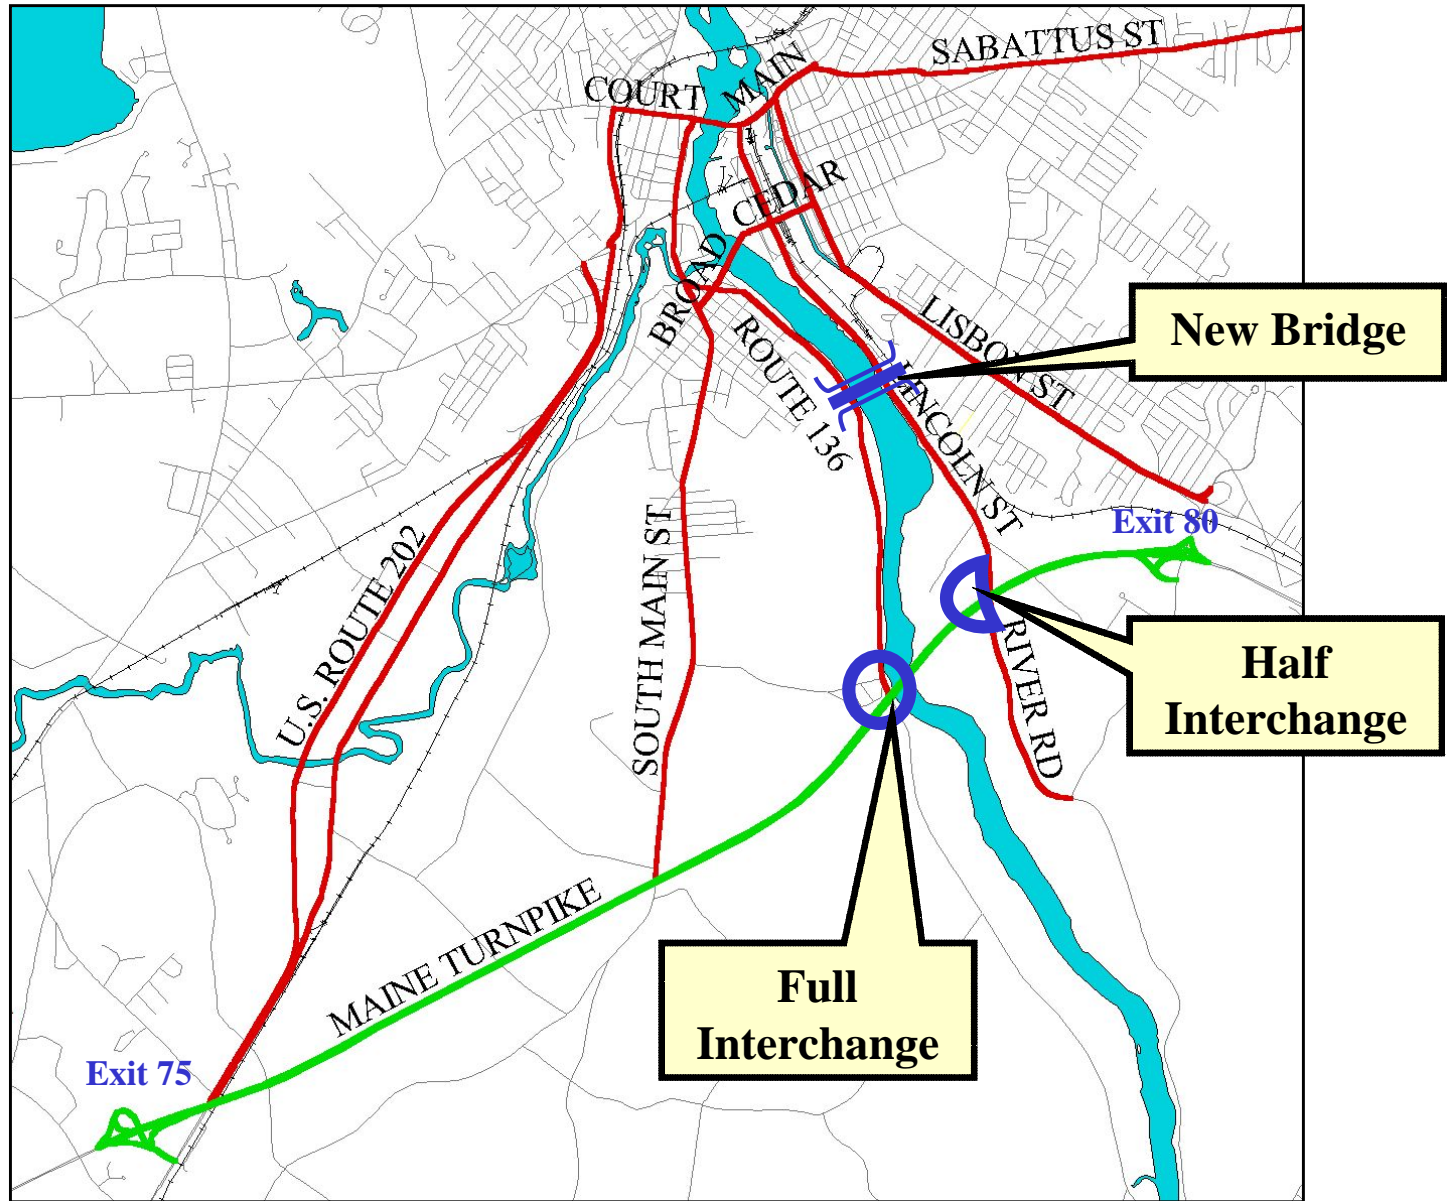 SABATTUS ST
COURT
MAIN
CEDAR
BROAD
New Bridge
LISBON ST
ROUTE 136
LINCOLN ST
Exit 80
U.S. ROUTE 202
SOUTH MAIN ST
RIVER RD
Half
Interchange
MAINE TURNPIKE
Full
Interchange
Exit 75